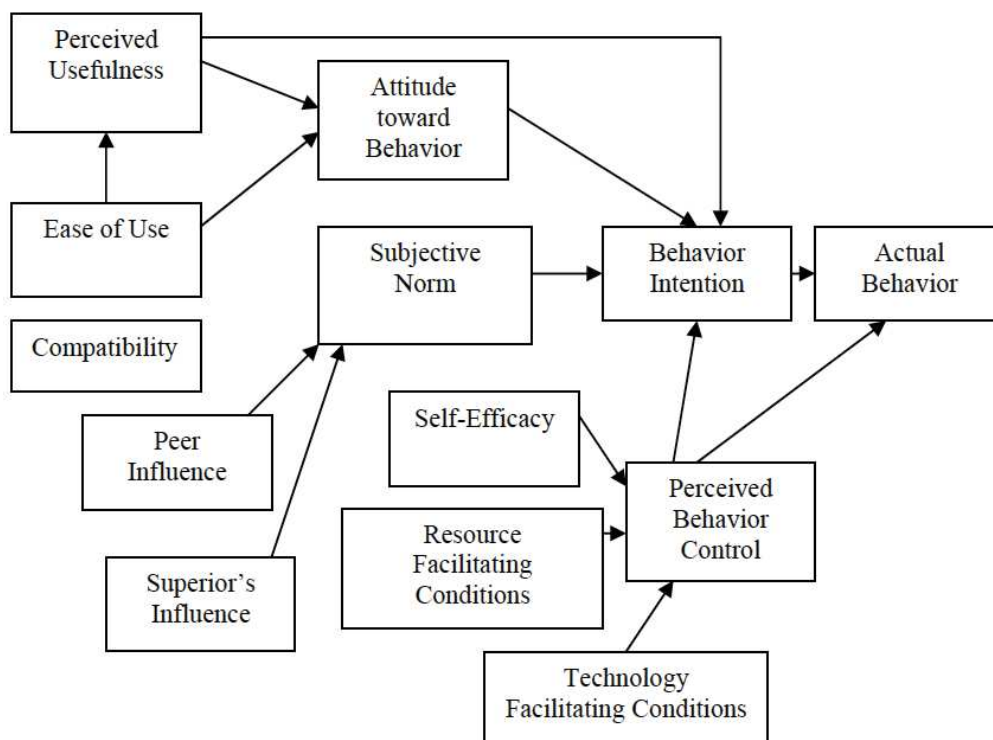 Perceived
Usefulness
Attitude
toward
Behavior
Ease of Use
Subjective
Norm
Behavior
Intention
Actual
Behavior
Compatibility
Peer
Influence
Self-Efficacy
Perceived
Behavior
Control
Resource
Facilitating
Conditions
Superior’s
Influence
Technology
Facilitating Conditions